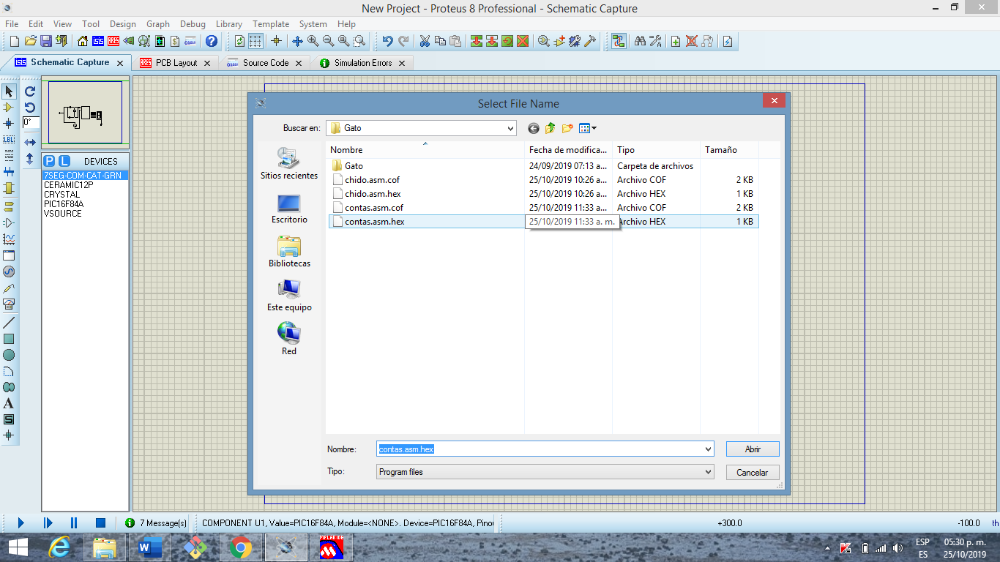 New Project - Proteus 8 Professional - Schematic Capture
File Edit View Tool Design Graph Debug Library Template System Help
Schematic Capture PCB Layout Source Code Simulation Errors
0°
P L DEVICES
7SEG-COM-CAT-GRN
CERAMIC12P
CRYSTAL
PIC16F84A
VSOURCE
LBL
A
S
Select File Name
Buscar en: Gato
Sitios recientes
Escritorio
Bibliotecas
Este equipo
Red
Nombre Fecha de modifica... Tipo Tamaño
Gato 24/09/2019 07:13 a... Carpeta de archivos
chido.asm.cof 25/10/2019 10:26 a... Archivo COF 2 KB
chido.asm.hex 25/10/2019 10:26 a... Archivo HEX 1 KB
contas.asm.cof 25/10/2019 11:33 a... Archivo COF 2 KB
contas.asm.hex 25/10/2019 11:33 a. m. Archivo HEX 1 KB
Nombre: contas.asm.hex Abrir
Tipo: Program files Cancelar
7 Message(s) COMPONENT U1, Value=PIC16F84A, Module=<NONE>. Device=PIC16F84A, Pinou +300.0 -100.0 th
MPLAB IDE
ESP 05:30 p. m.
ES 25/10/2019